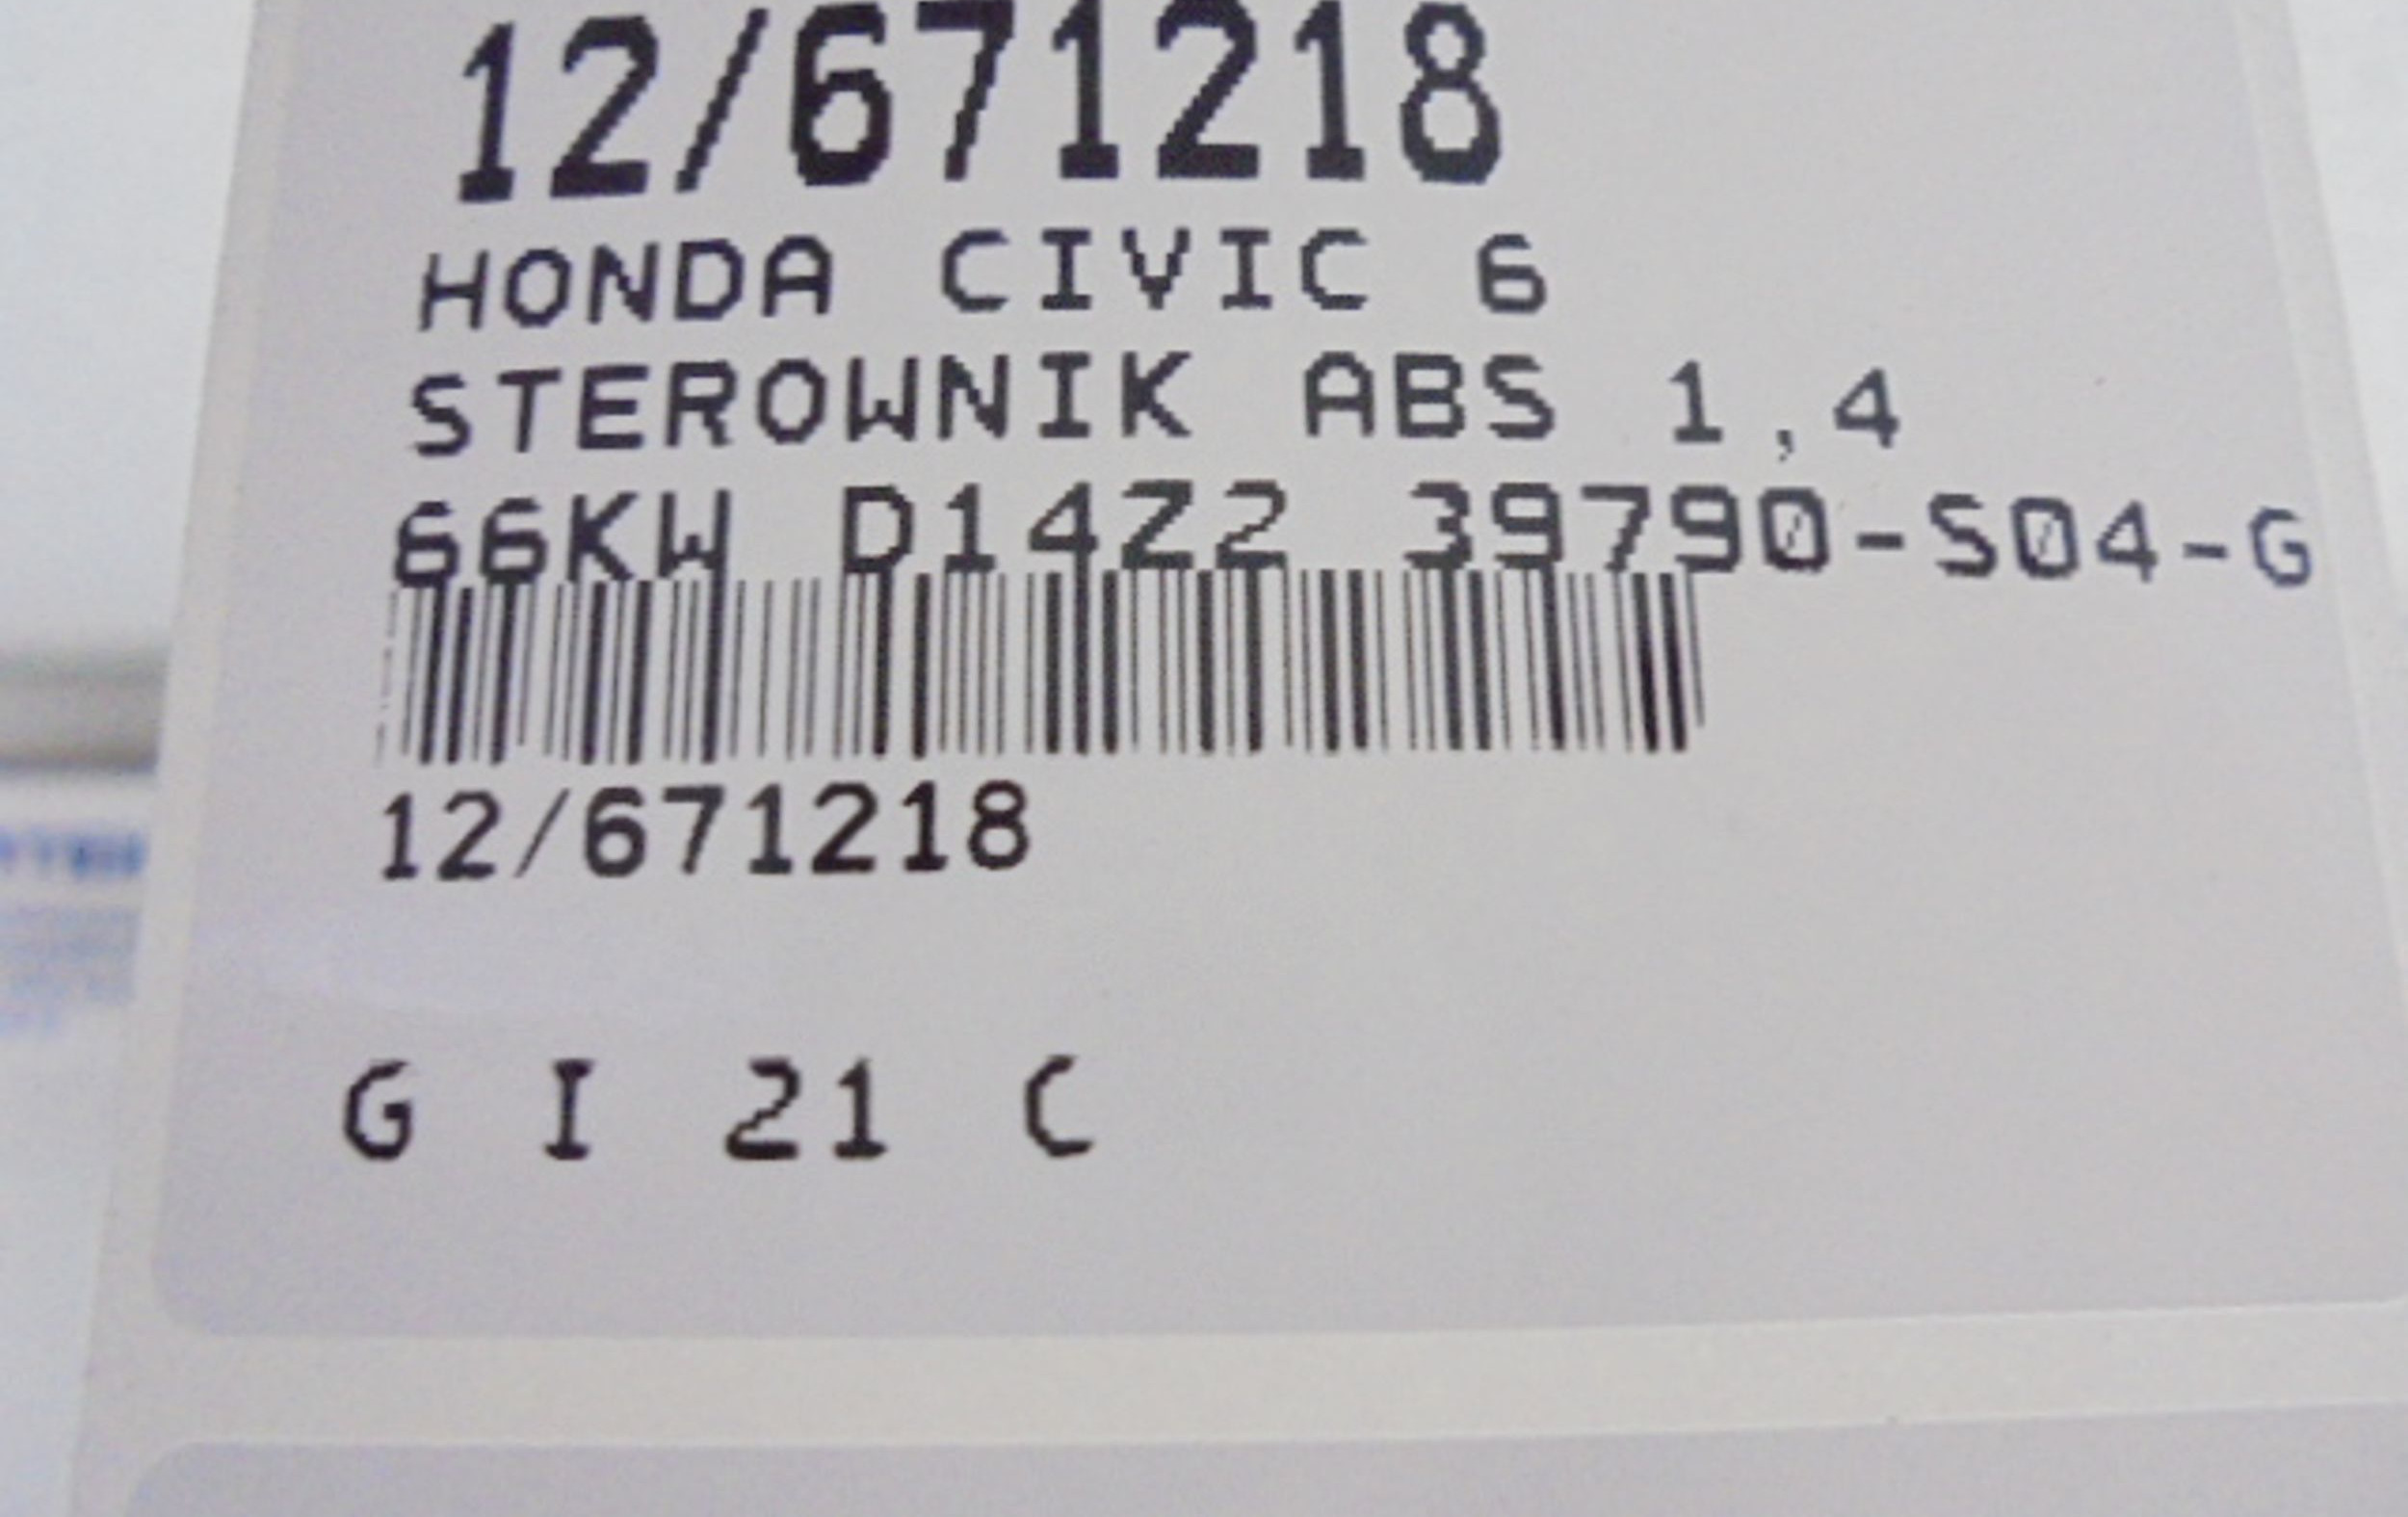 12/671218
HONDA CIVIC 6
STEROWNIK ABS 1,4
66KW D14Z2 39790-S04-G
12/671218
G I 21 C